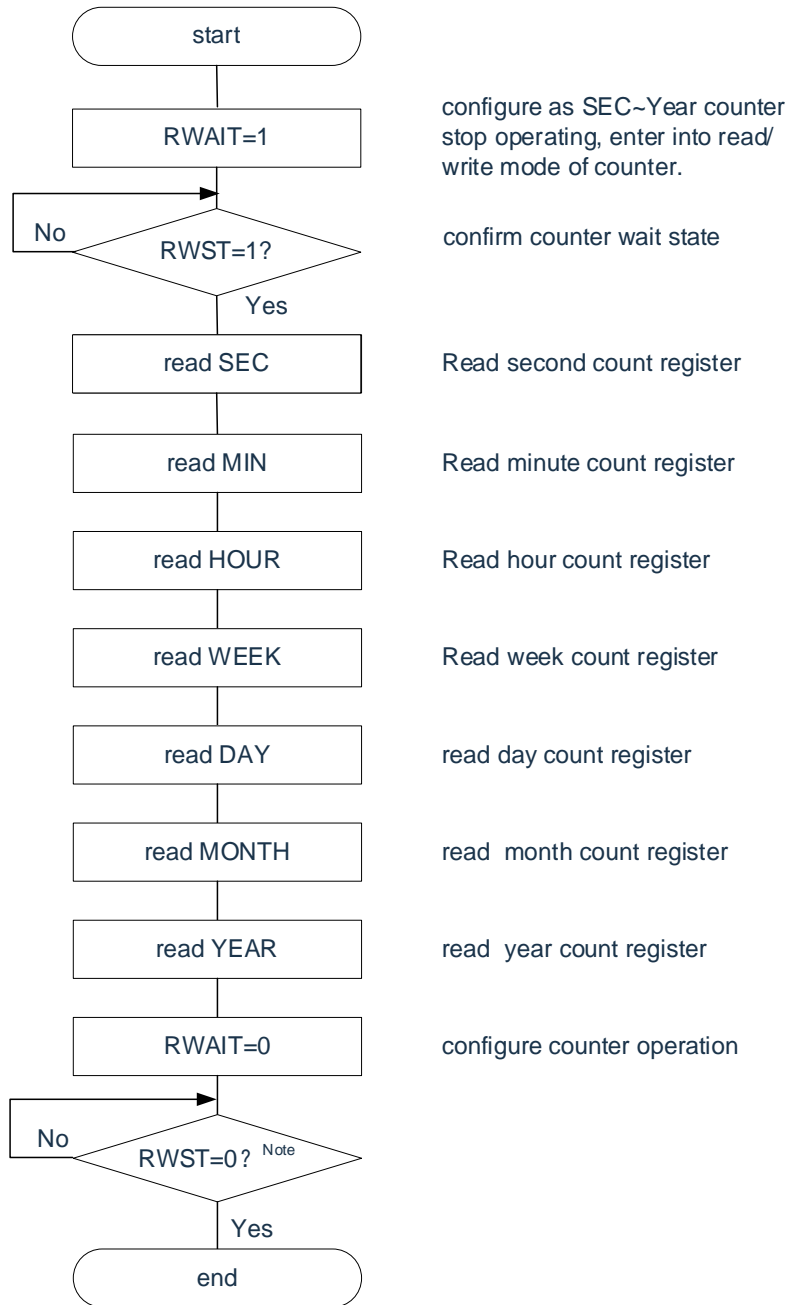 start
RWAIT=1
configure as SEC~Year counter
stop operating, enter into read/
write mode of counter.
No
RWST=1?
confirm counter wait state
Yes
read SEC
Read second count register
read MIN
Read minute count register
read HOUR
Read hour count register
read WEEK
Read week count register
read DAY
read day count register
read MONTH
read  month count register
read YEAR
read  year count register
RWAIT=0
configure counter operation
No
RWST=0? Note
Yes
end